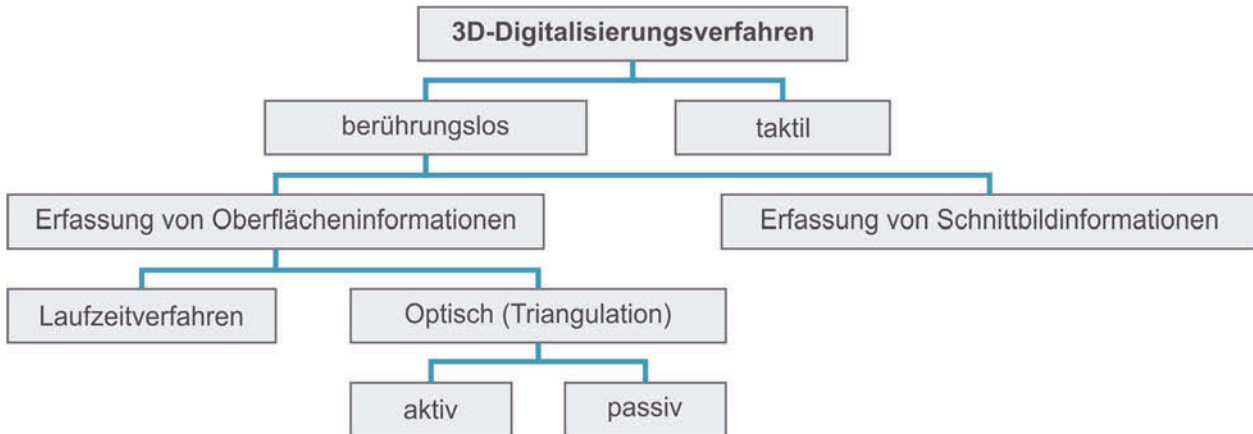 3D-Digitalisierungsverfahren
berührungslos
taktil
Erfassung von Oberflächeninformationen
Erfassung von Schnittbildinformationen
Laufzeitverfahren
Optisch (Triangulation)
aktiv
passiv